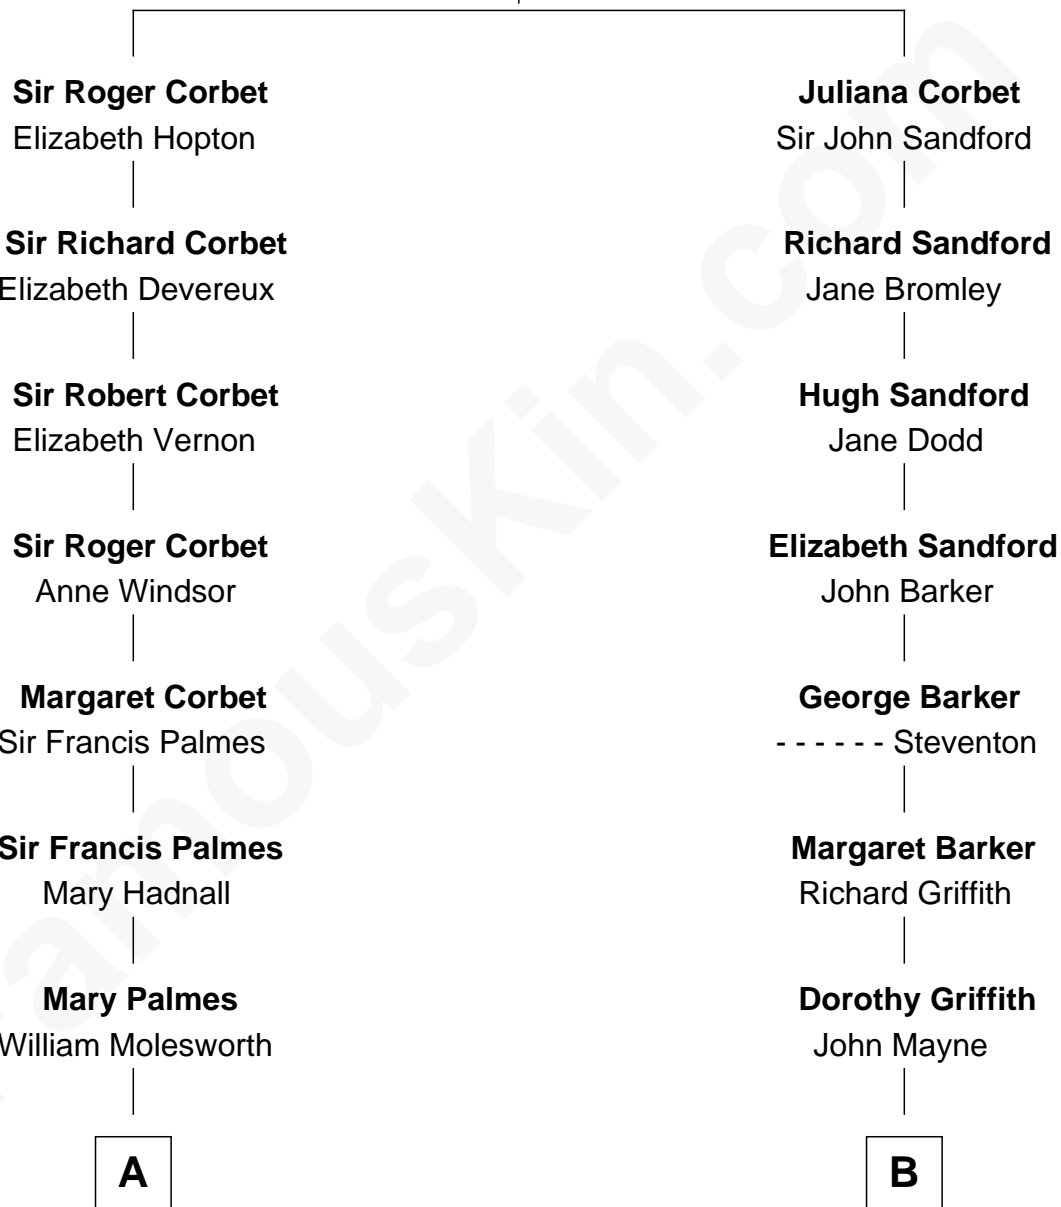 Sir Roger Corbet
Elizabeth Hopton
Juliana Corbet
Sir John Sandford
Sir Richard Corbet
Elizabeth Devereux
Richard Sandford
Jane Bromley
Sir Robert Corbet
Elizabeth Vernon
Hugh Sandford
Jane Dodd
Sir Roger Corbet
Anne Windsor
Elizabeth Sandford
John Barker
Margaret Corbet
Sir Francis Palmes
George Barker
- - - - - - Steventon
Sir Francis Palmes
Mary Hadnall
Margaret Barker
Richard Griffith
Mary Palmes
William Molesworth
Dorothy Griffith
John Mayne
A
B
FamousKin.com